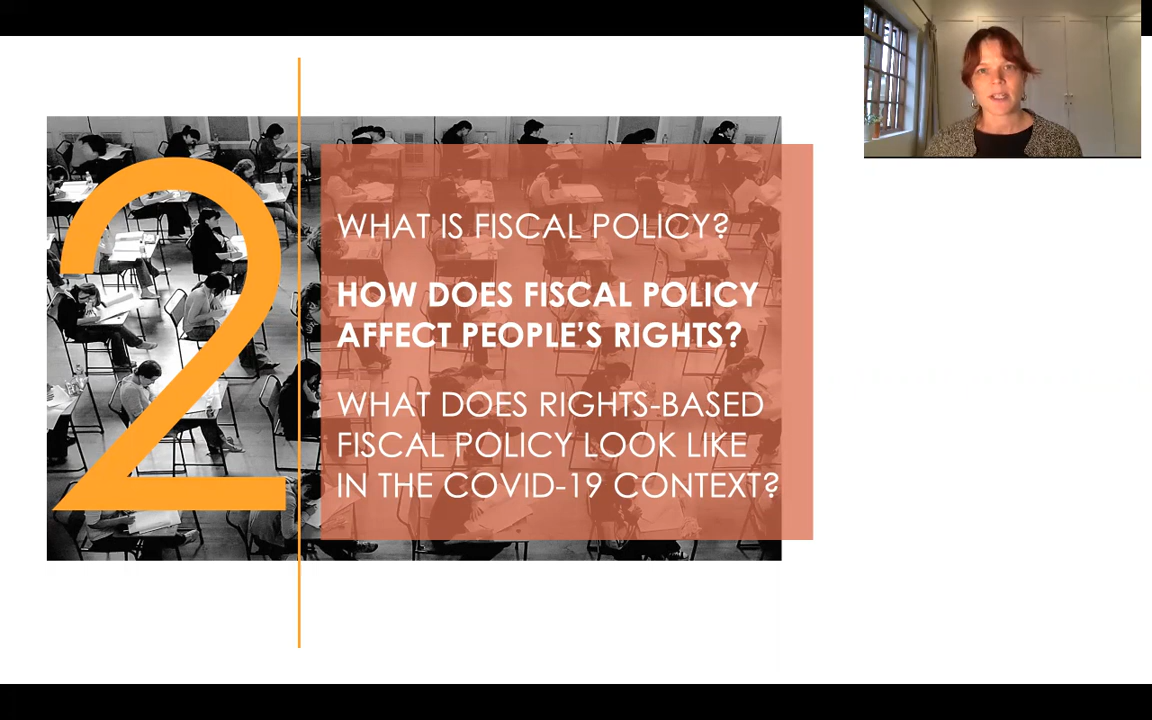 2
WHAT IS FISCAL POLICY?
HOW DOES FISCAL POLICY
AFFECT PEOPLE'S RIGHTS?
WHAT DOES RIGHTS-BASED
FISCAL POLICY LOOK LIKE
IN THE COVID-19 CONTEXT?